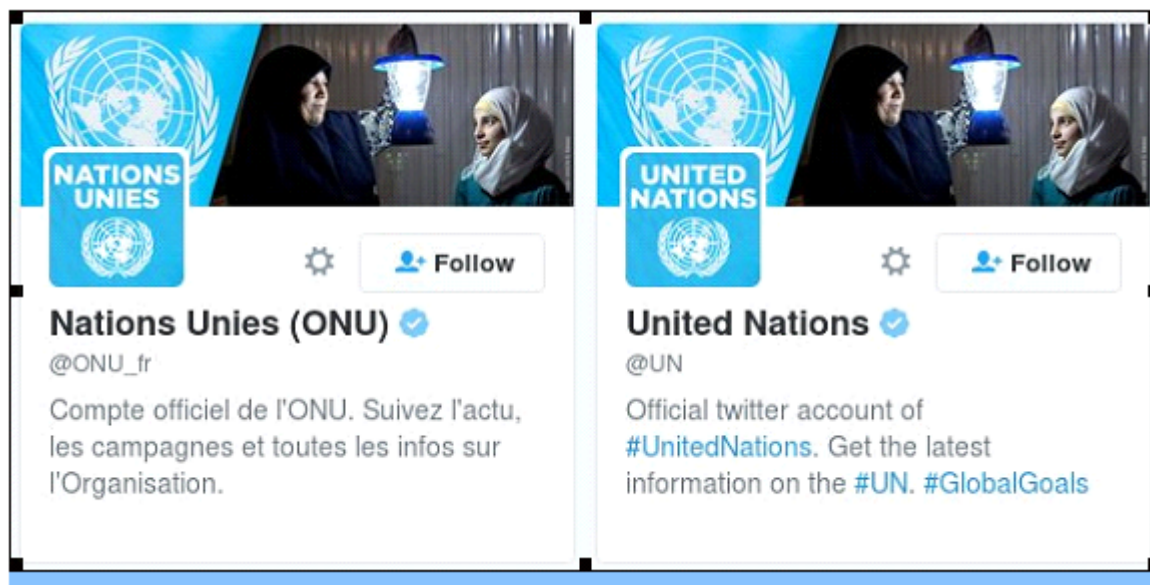 NATIONS
UNIES
Follow
Nations Unies (ONU)
@ONU_fr
Compte officiel de l'ONU. Suivez l'actu,
les campagnes et toutes les infos sur
l'Organisation.
UNITED
NATIONS
Follow
United Nations
@UN
Official twitter account of
#UnitedNations. Get the latest
information on the #UN. #GlobalGoals